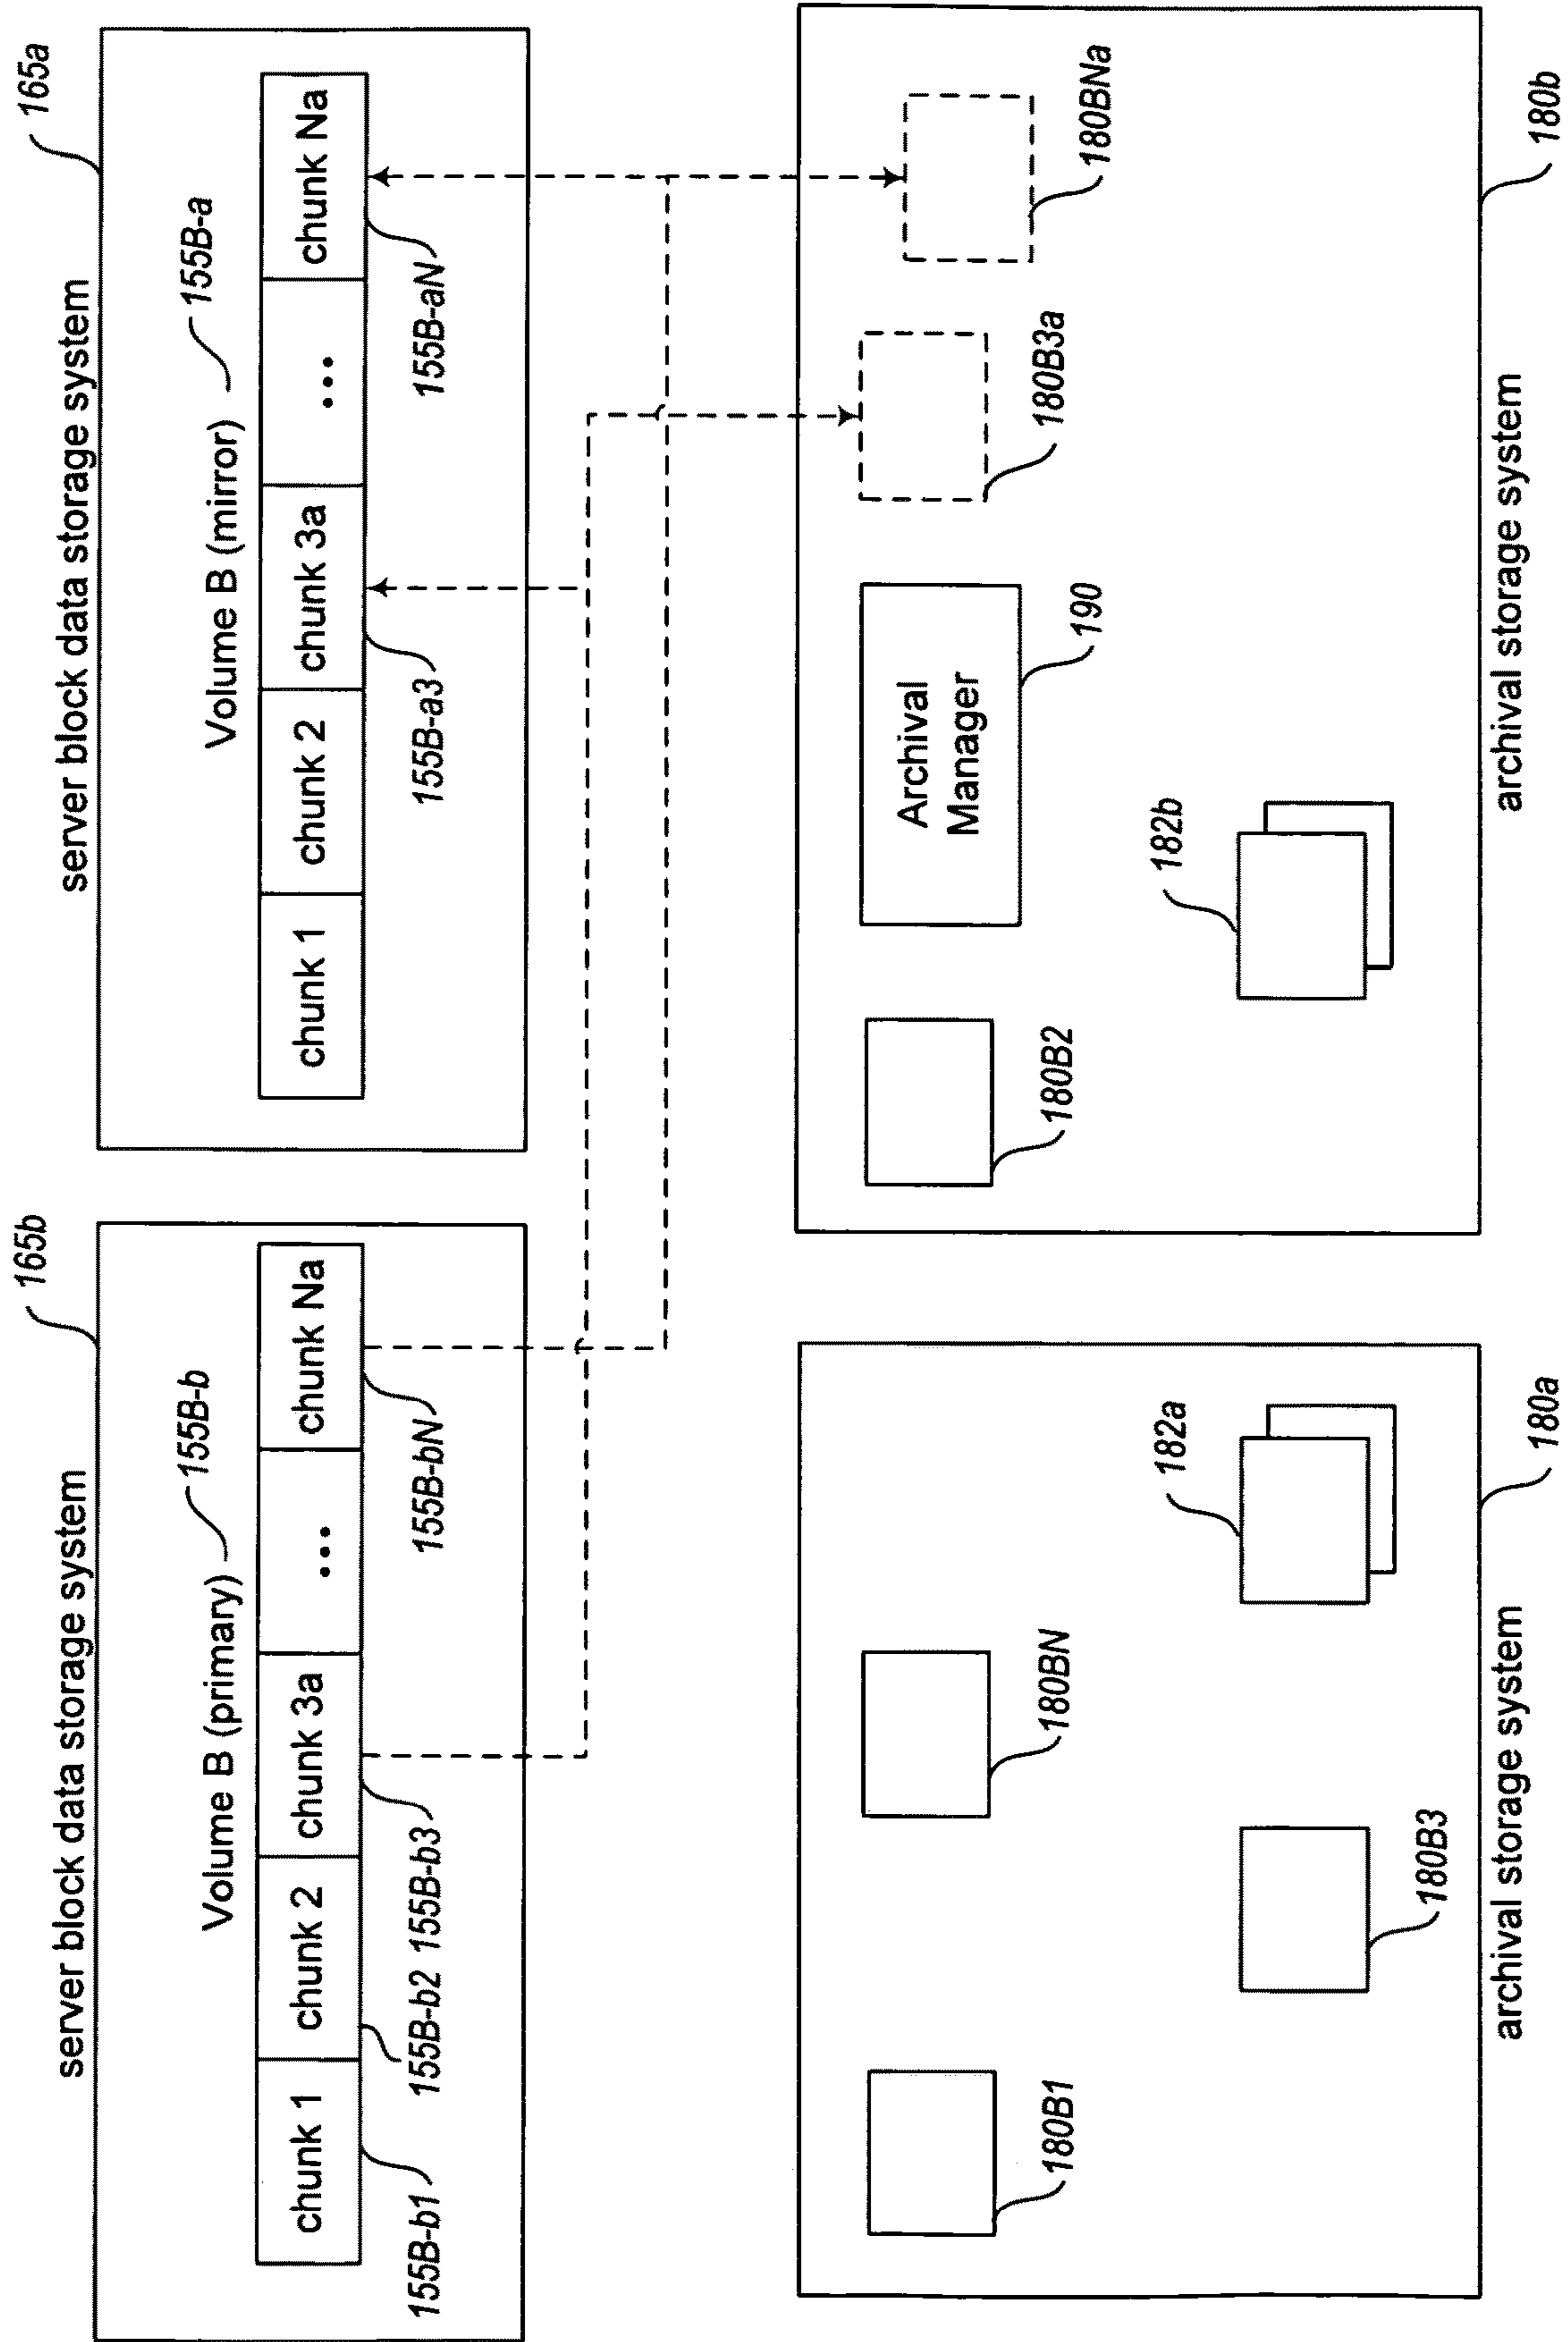 server block data storage system
165b
Volume B (primary)
155B-b
chunk 1
chunk 2
chunk 3a
...
chunk Na
155B-b1
155B-b2
155B-b3
155B-bN
server block data storage system
165a
Volume B (mirror)
155B-a
chunk 1
chunk 2
chunk 3a
...
chunk Na
155B-a3
155B-aN
180B1
180BN
180B3
182a
180a
archival storage system
180B2
Archival
Manager
190
180B3a
180BNa
182b
180b
archival storage system